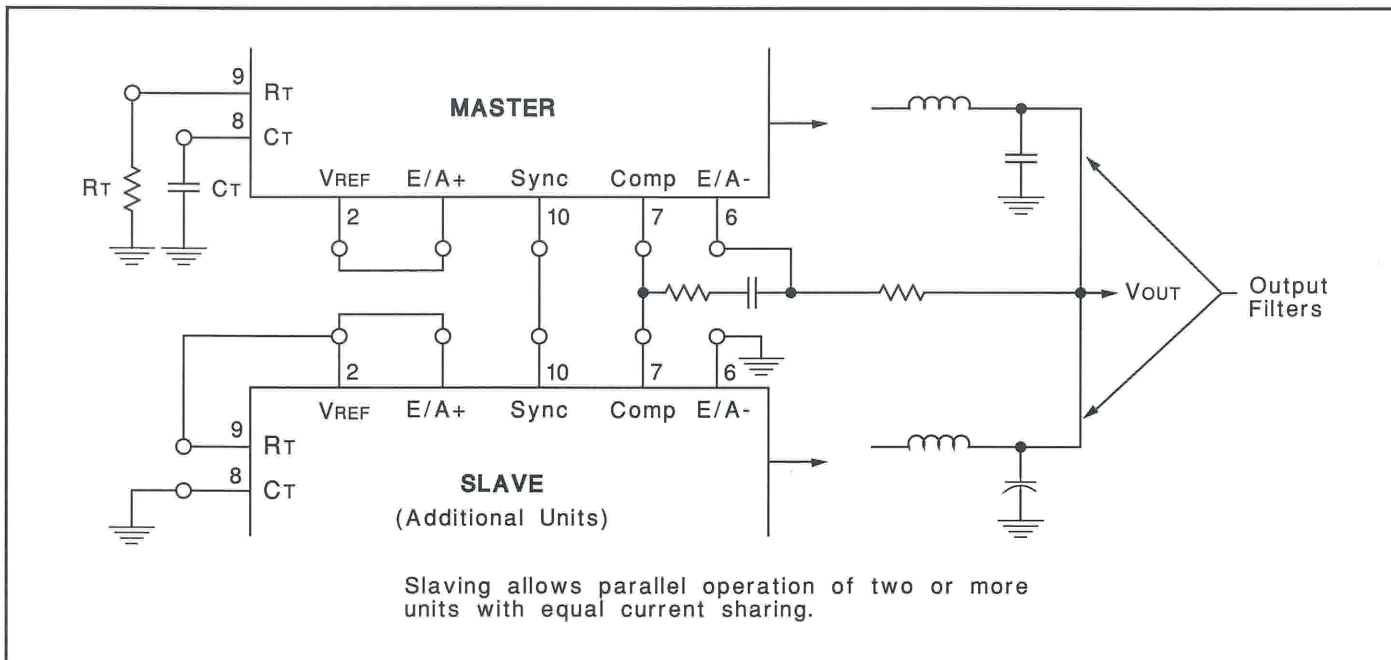 9
RT
8
CT
MASTER
RT
CT
VREF E/A+ Sync Comp E/A-
2 10 7 6
VOUT
Output
Filters
2 10 7 6
VREF E/A+ Sync Comp E/A-
9
RT
8
CT
SLAVE
(Additional Units)
Slaving allows parallel operation of two or more
units with equal current sharing.